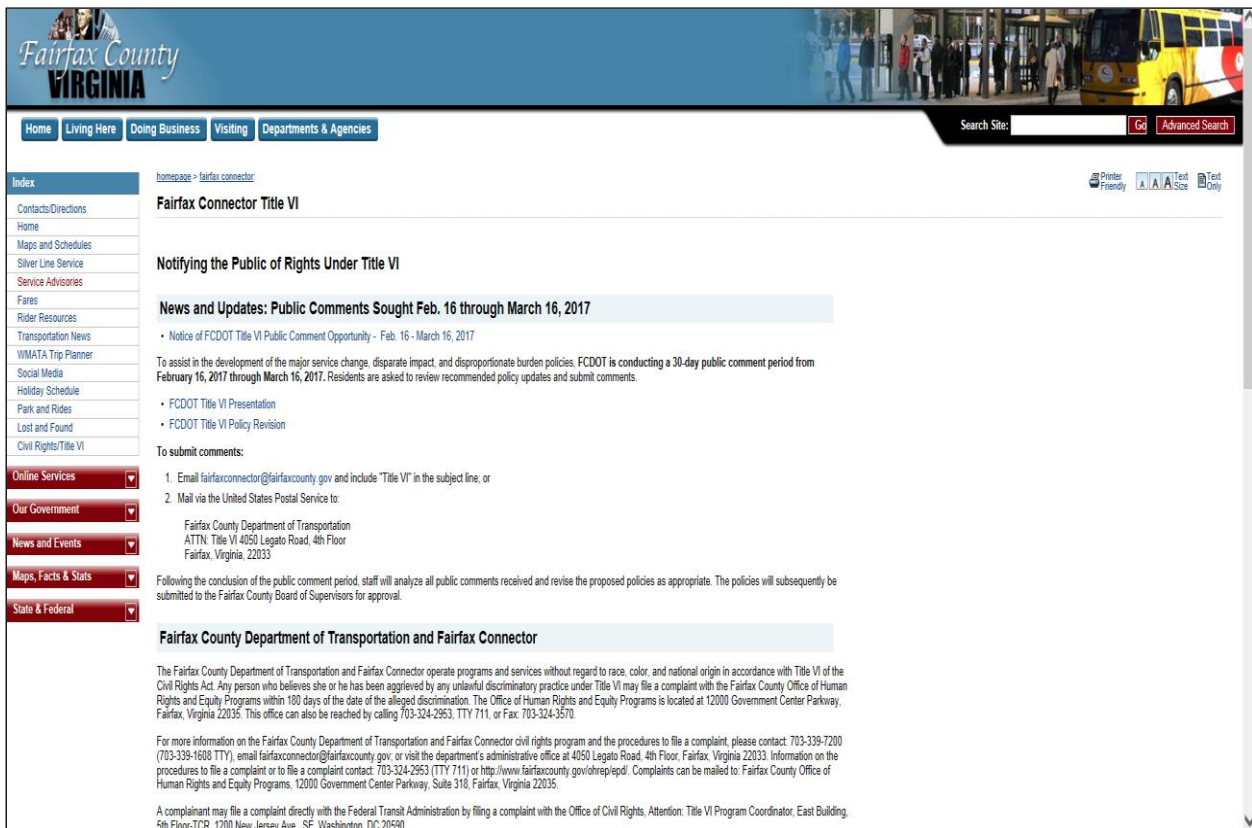 Fairfax County
VIRGINIA
Home Living Here Doing Business Visiting Departments & Agencies
Search Site: Go Advanced Search
Index
Contacts/Directions
Home
Maps and Schedules
Silver Line Service
Service Advisories
Fares
Rider Resources
Transportation News
WMATA Trip Planner
Social Media
Holiday Schedule
Park and Rides
Lost and Found
Civil Rights/Title VI
Online Services
Our Government
News and Events
Maps, Facts & Stats
State & Federal
homepage > fairfax connector
Printer Friendly A A A Text Size Text Only
Fairfax Connector Title VI
Notifying the Public of Rights Under Title VI
News and Updates: Public Comments Sought Feb. 16 through March 16, 2017
• Notice of FCDOT Title VI Public Comment Opportunity - Feb. 16 - March 16, 2017
To assist in the development of the major service change, disparate impact, and disproportionate burden policies, FCDOT is conducting a 30-day public comment period from
February 16, 2017 through March 16, 2017. Residents are asked to review recommended policy updates and submit comments.
• FCDOT Title VI Presentation
• FCDOT Title VI Policy Revision
To submit comments:
1. Email fairfaxconnector@fairfaxcounty.gov and include "Title VI" in the subject line; or
2. Mail via the United States Postal Service to:
Fairfax County Department of Transportation
ATTN: Title VI 4050 Legato Road, 4th Floor
Fairfax, Virginia, 22033
Following the conclusion of the public comment period, staff will analyze all public comments received and revise the proposed policies as appropriate. The policies will subsequently be
submitted to the Fairfax County Board of Supervisors for approval.
Fairfax County Department of Transportation and Fairfax Connector
The Fairfax County Department of Transportation and Fairfax Connector operate programs and services without regard to race, color, and national origin in accordance with Title VI of the
Civil Rights Act. Any person who believes she or he has been aggrieved by any unlawful discriminatory practice under Title VI may file a complaint with the Fairfax County Office of Human
Rights and Equity Programs within 180 days of the date of the alleged discrimination. The Office of Human Rights and Equity Programs is located at 12000 Government Center Parkway,
Fairfax, Virginia 22035. This office can also be reached by calling 703-324-2953, TTY 711, or Fax: 703-324-3570.
For more information on the Fairfax County Department of Transportation and Fairfax Connector civil rights program and the procedures to file a complaint, please contact: 703-339-7200
(703-339-1608 TTY), email fairfaxconnector@fairfaxcounty.gov; or visit the department's administrative office at 4050 Legato Road, 4th Floor, Fairfax, Virginia 22033. Information on the
procedures to file a complaint or to file a complaint contact: 703-324-2953 (TTY 711) or http://www.fairfaxcounty.gov/ohrep/epd/. Complaints can be mailed to: Fairfax County Office of
Human Rights and Equity Programs, 12000 Government Center Parkway, Suite 318, Fairfax, Virginia 22035.
A complainant may file a complaint directly with the Federal Transit Administration by filing a complaint with the Office of Civil Rights, Attention: Title VI Program Coordinator, East Building,
5th Floor-TCR, 1200 New Jersey Ave., SE, Washington, DC 20590.